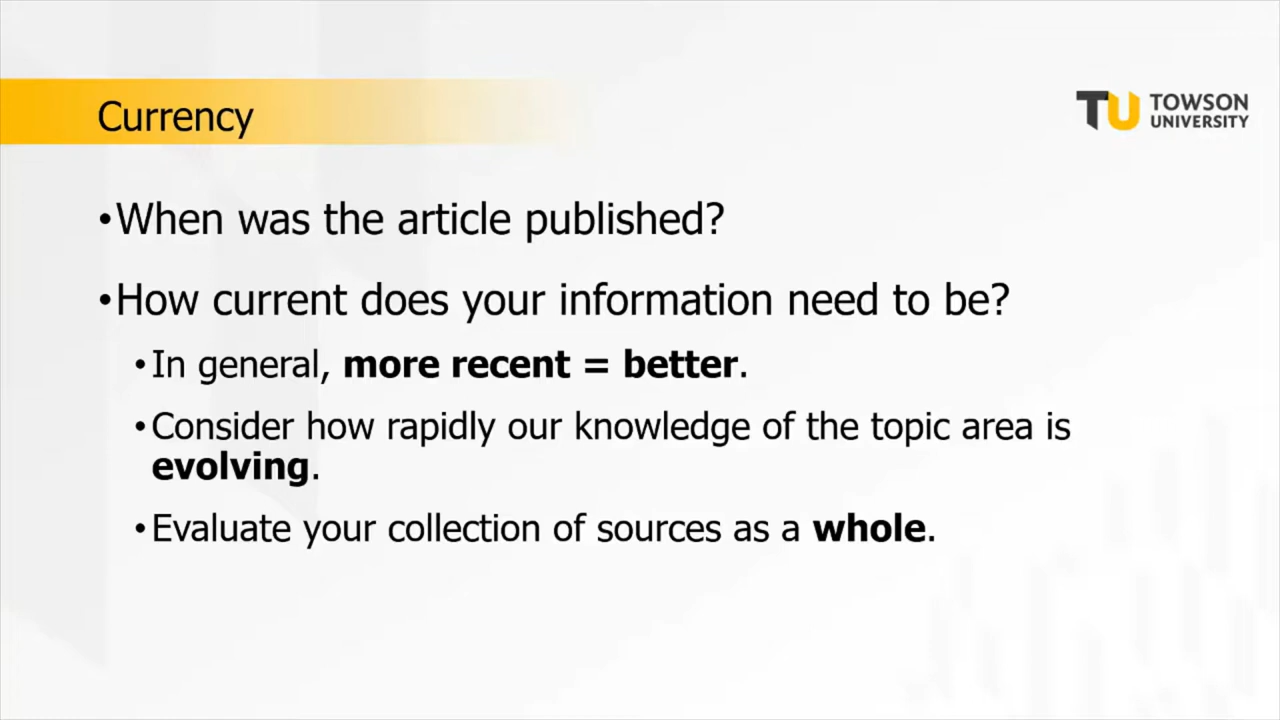 Currency
TU TOWSON
UNIVERSITY
•When was the article published?
•How current does your information need to be?
•In general, more recent = better.
•Consider how rapidly our knowledge of the topic area is
evolving.
•Evaluate your collection of sources as a whole.